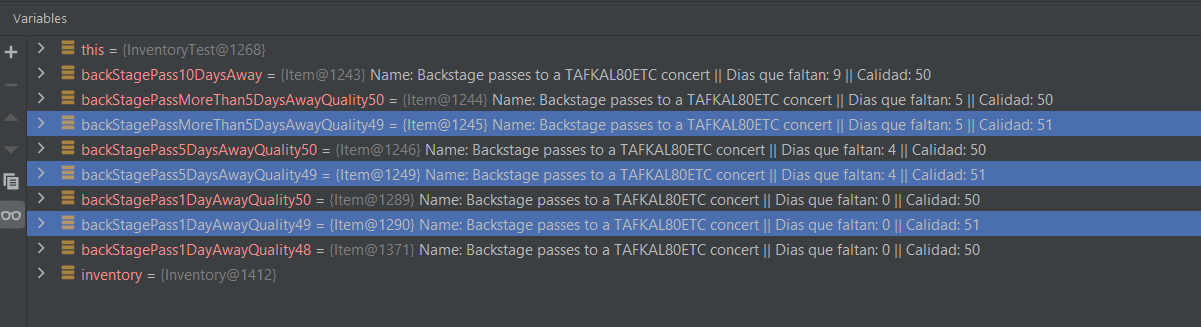 Variables
this = {InventoryTest@1268}
backStagePass10DaysAway = {Item@1243} Name: Backstage passes to a TAFKAL80ETC concert || Dias que faltan: 9 || Calidad: 50
backStagePassMoreThan5DaysAwayQuality50 = {Item@1244} Name: Backstage passes to a TAFKAL80ETC concert || Dias que faltan: 5 || Calidad: 50
backStagePassMoreThan5DaysAwayQuality49 = {Item@1245} Name: Backstage passes to a TAFKAL80ETC concert || Dias que faltan: 5 || Calidad: 51
backStagePass5DaysAwayQuality50 = {Item@1246} Name: Backstage passes to a TAFKAL80ETC concert || Dias que faltan: 4 || Calidad: 50
backStagePass5DaysAwayQuality49 = {Item@1249} Name: Backstage passes to a TAFKAL80ETC concert || Dias que faltan: 4 || Calidad: 51
backStagePass1DayAwayQuality50 = {Item@1289} Name: Backstage passes to a TAFKAL80ETC concert || Dias que faltan: 0 || Calidad: 50
backStagePass1DayAwayQuality49 = {Item@1290} Name: Backstage passes to a TAFKAL80ETC concert || Dias que faltan: 0 || Calidad: 51
backStagePass1DayAwayQuality48 = {Item@1371} Name: Backstage passes to a TAFKAL80ETC concert || Dias que faltan: 0 || Calidad: 50
inventory = {Inventory@1412}